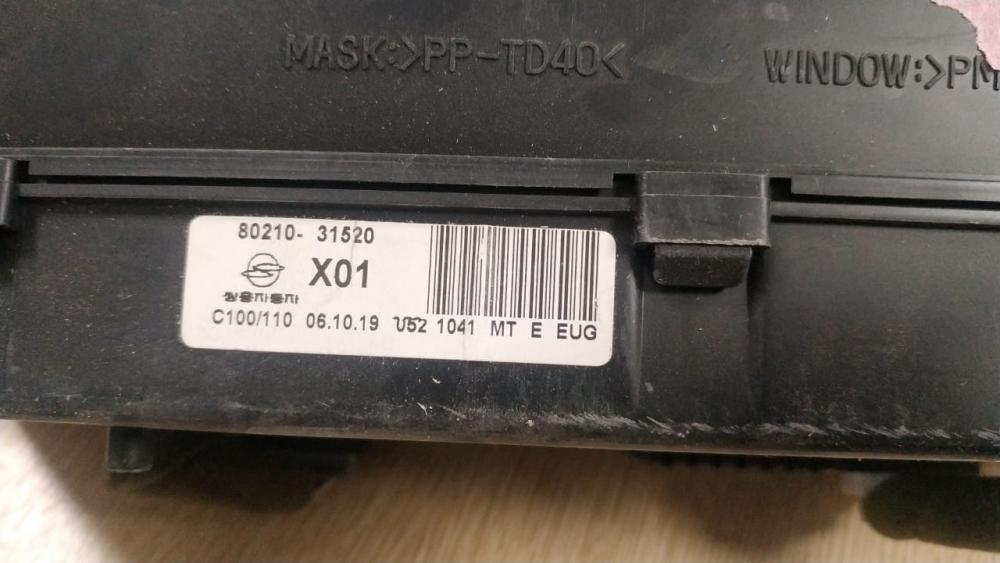 MASK:>PP-TD40<
WINDOW:>PM
80210- 31520
X01
쌍용자동차
C100/110 06.10.19 1041 MT E EUG